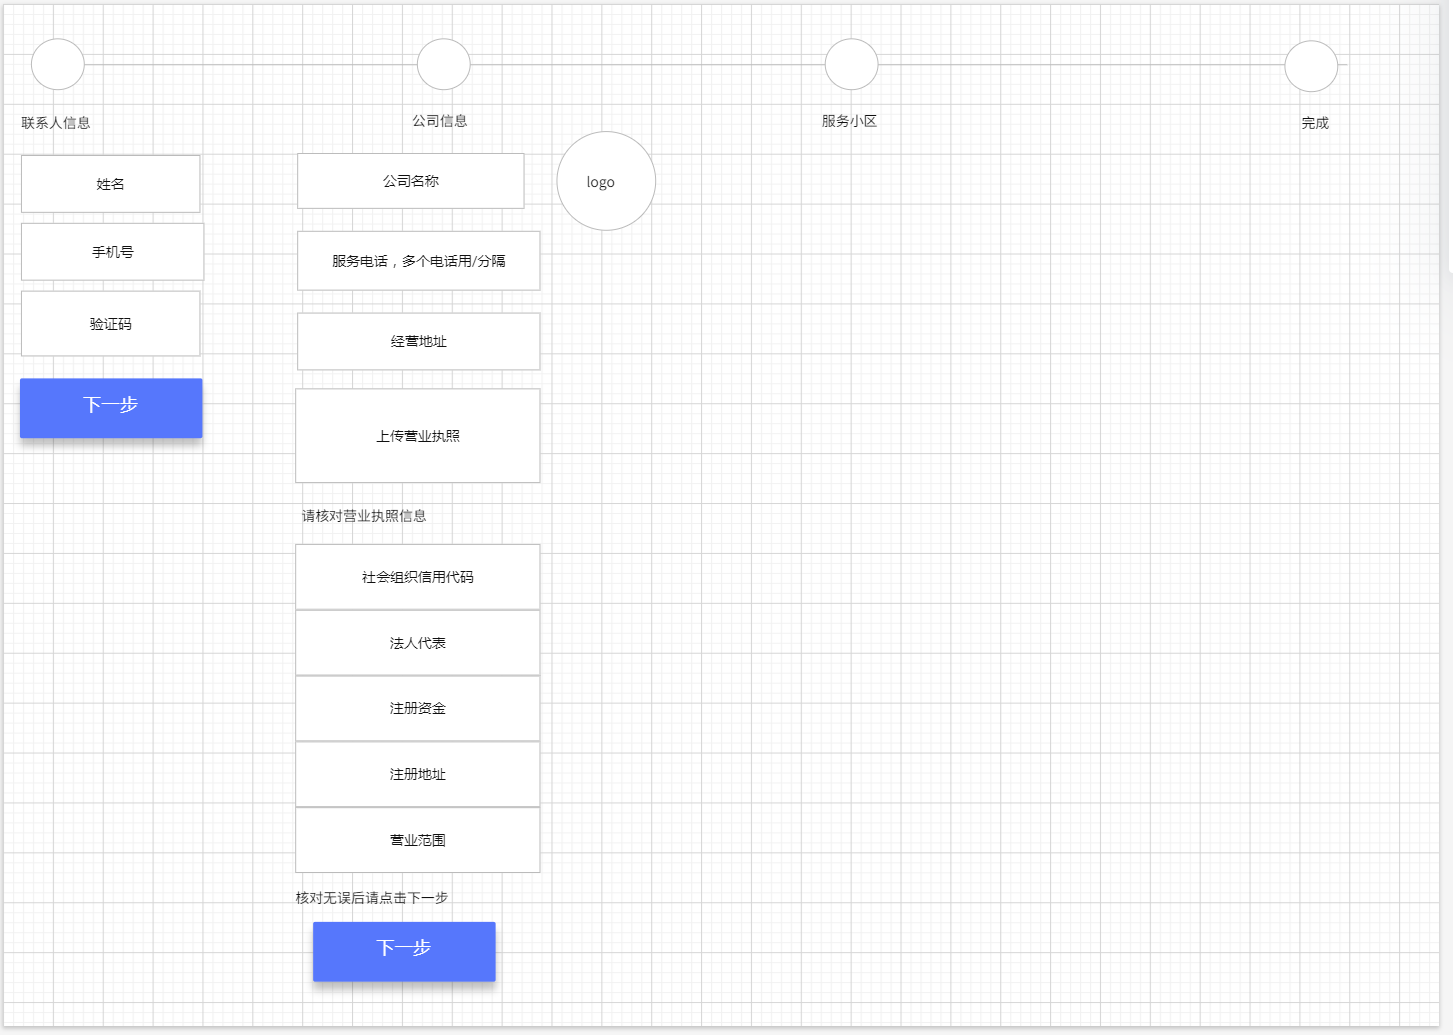 联系人信息
公司信息
服务小区
完成
姓名
手机号
验证码
下一步
公司名称
logo
服务电话，多个电话用/分隔
经营地址
上传营业执照
请核对营业执照信息
社会组织信用代码
法人代表
注册资金
注册地址
营业范围
核对无误后请点击下一步
下一步